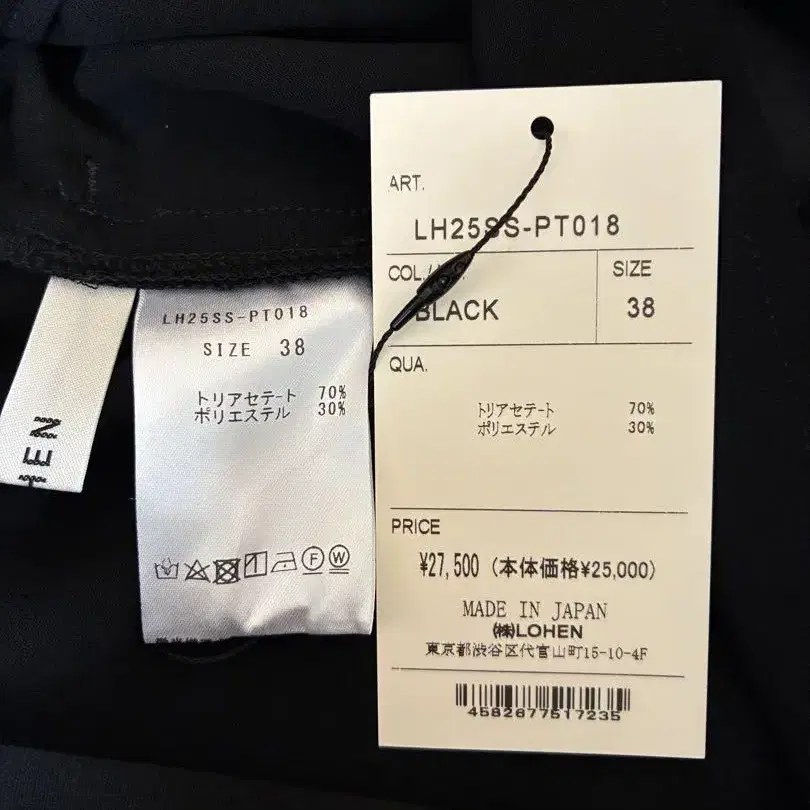 ART.
LH25SS-PT018
SIZE
BLACK
38
QUA.
トリアセテート 70%
ポリエステル 30%
PRICE
¥27,500 (本体価格¥25,000)
MADE IN JAPAN
㈱LOHEN
東京都渋谷区代官山町15-10-4F
4582677517235
LH25SS-PT018
SIZE 38
トリアセテート 70%
ポリエステル 30%
F W
EN